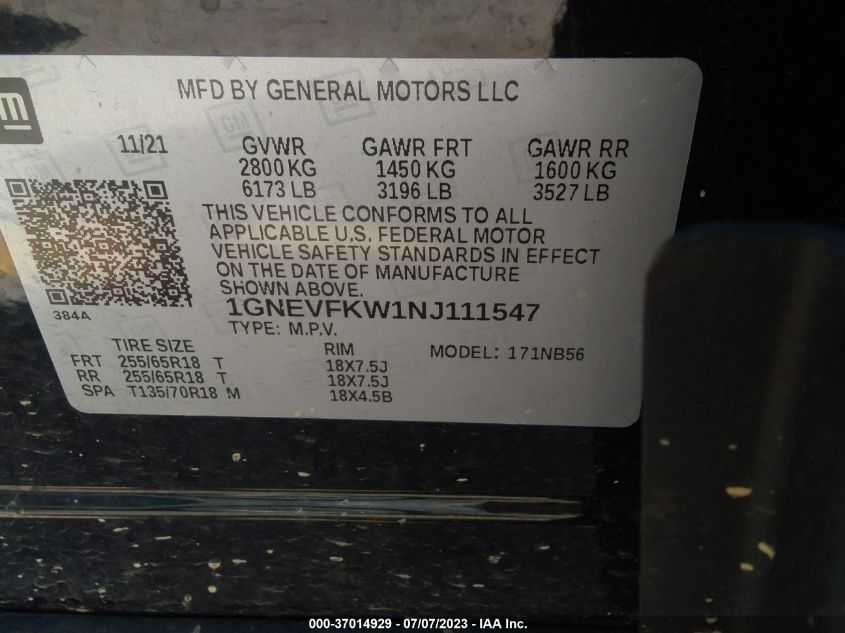 gm
MFD BY GENERAL MOTORS LLC
11/21 GVWR GAWR FRT GAWR RR
2800 KG 1450 KG 1600 KG
6173 LB 3196 LB 3527 LB
THIS VEHICLE CONFORMS TO ALL
APPLICABLE U.S. FEDERAL MOTOR
VEHICLE SAFETY STANDARDS IN EFFECT
ON THE DATE OF MANUFACTURE
SHOWN ABOVE.
384A
1GNEVFKW1NJ111547
TYPE: M.P.V.
TIRE SIZE RIM MODEL: 171NB56
FRT 255/65R18 T 18X7.5J
RR 255/65R18 T 18X7.5J
SPA T135/70R18 M 18X4.5B
000-37014929 - 07/07/2023 - IAA Inc.